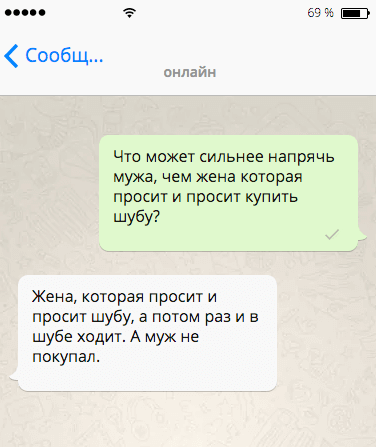 69 %
Сообщ...
онлайн
Что может сильнее напрячь
мужа, чем жена которая
просит и просит купить
шубу?
Жена, которая просит и
просит шубу, а потом раз и в
шубе ходит. А муж не
покупал.